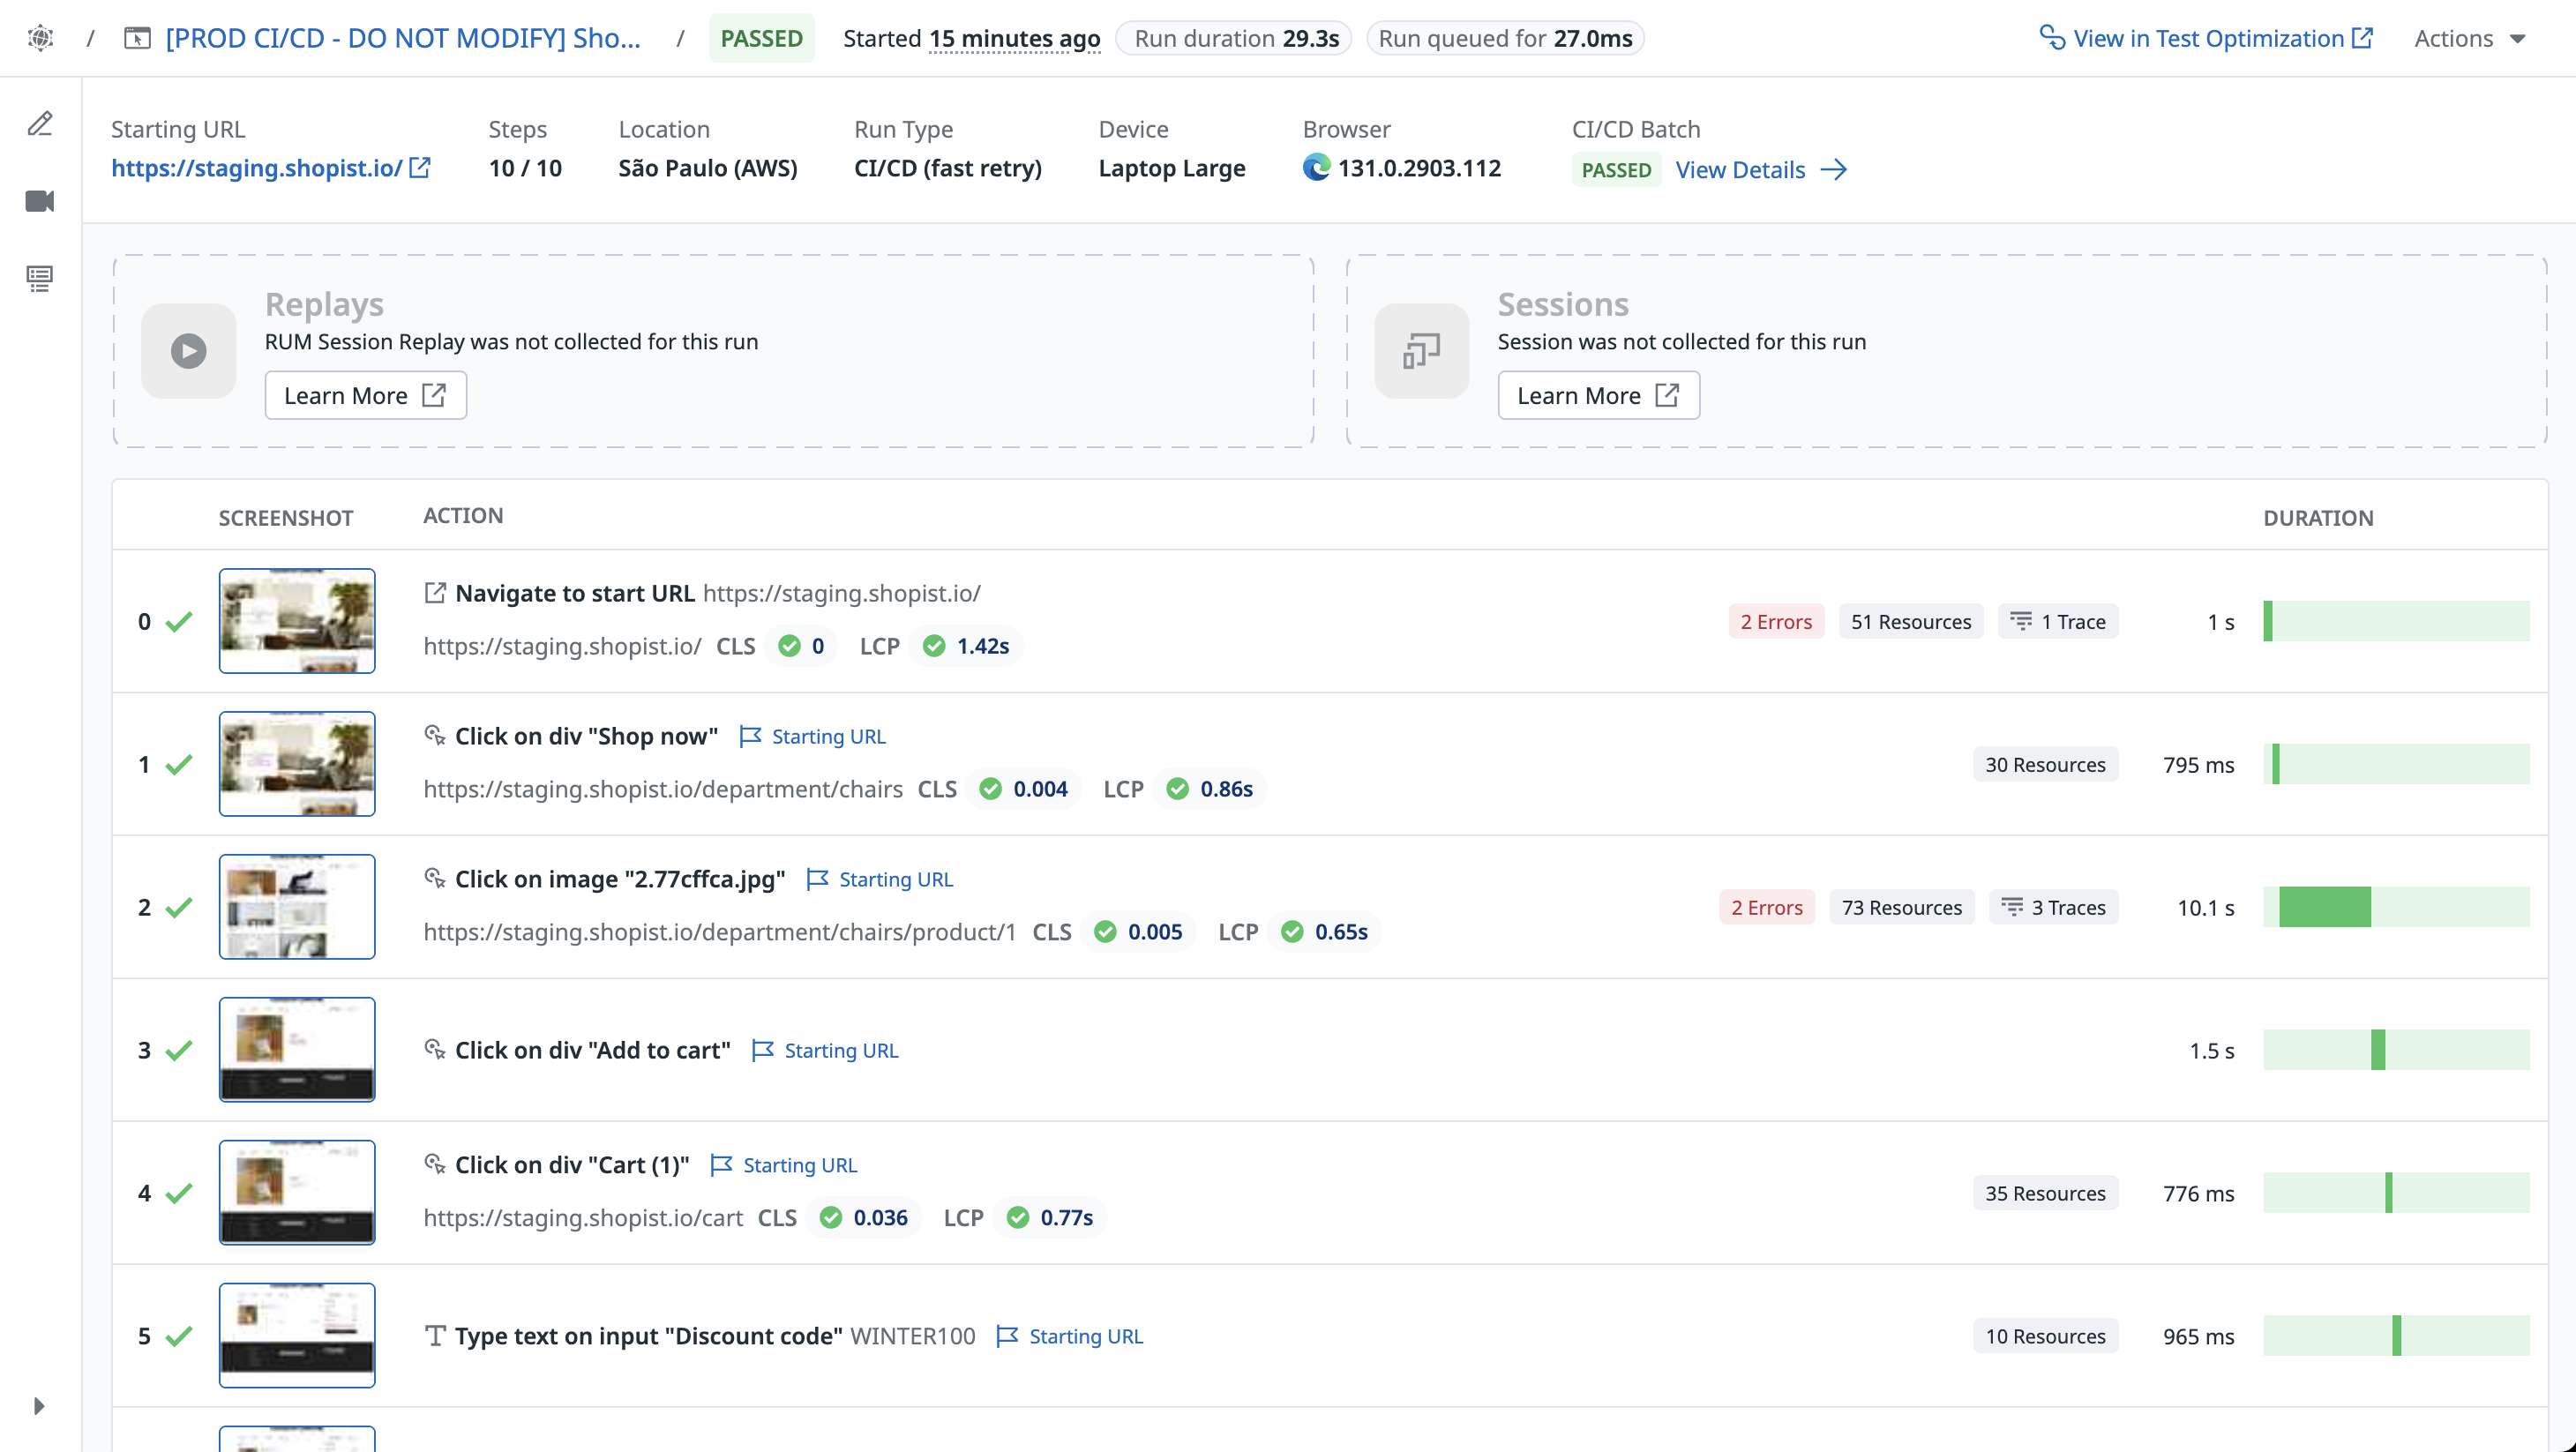 / [PROD CI/CD - DO NOT MODIFY] Sho... / PASSED Started 15 minutes ago Run duration 29.3s Run queued for 27.0ms View in Test Optimization Actions
Starting URL Steps Location Run Type Device Browser CI/CD Batch
https://staging.shopist.io/ 10 / 10 São Paulo (AWS) CI/CD (fast retry) Laptop Large 131.0.2903.112 PASSED View Details
Replays
RUM Session Replay was not collected for this run
Learn More
Sessions
Session was not collected for this run
Learn More
SCREENSHOT ACTION DURATION
0 Navigate to start URL https://staging.shopist.io/
https://staging.shopist.io/ CLS 0 LCP 1.42s
2 Errors 51 Resources 1 Trace 1 s
1 Click on div "Shop now" Starting URL
https://staging.shopist.io/department/chairs CLS 0.004 LCP 0.86s
30 Resources 795 ms
2 Click on image "2.77cffca.jpg" Starting URL
https://staging.shopist.io/department/chairs/product/1 CLS 0.005 LCP 0.65s
2 Errors 73 Resources 3 Traces 10.1 s
3 Click on div "Add to cart" Starting URL 1.5 s
4 Click on div "Cart (1)" Starting URL
https://staging.shopist.io/cart CLS 0.036 LCP 0.77s
35 Resources 776 ms
5 Type text on input "Discount code" WINTER100 Starting URL 10 Resources 965 ms